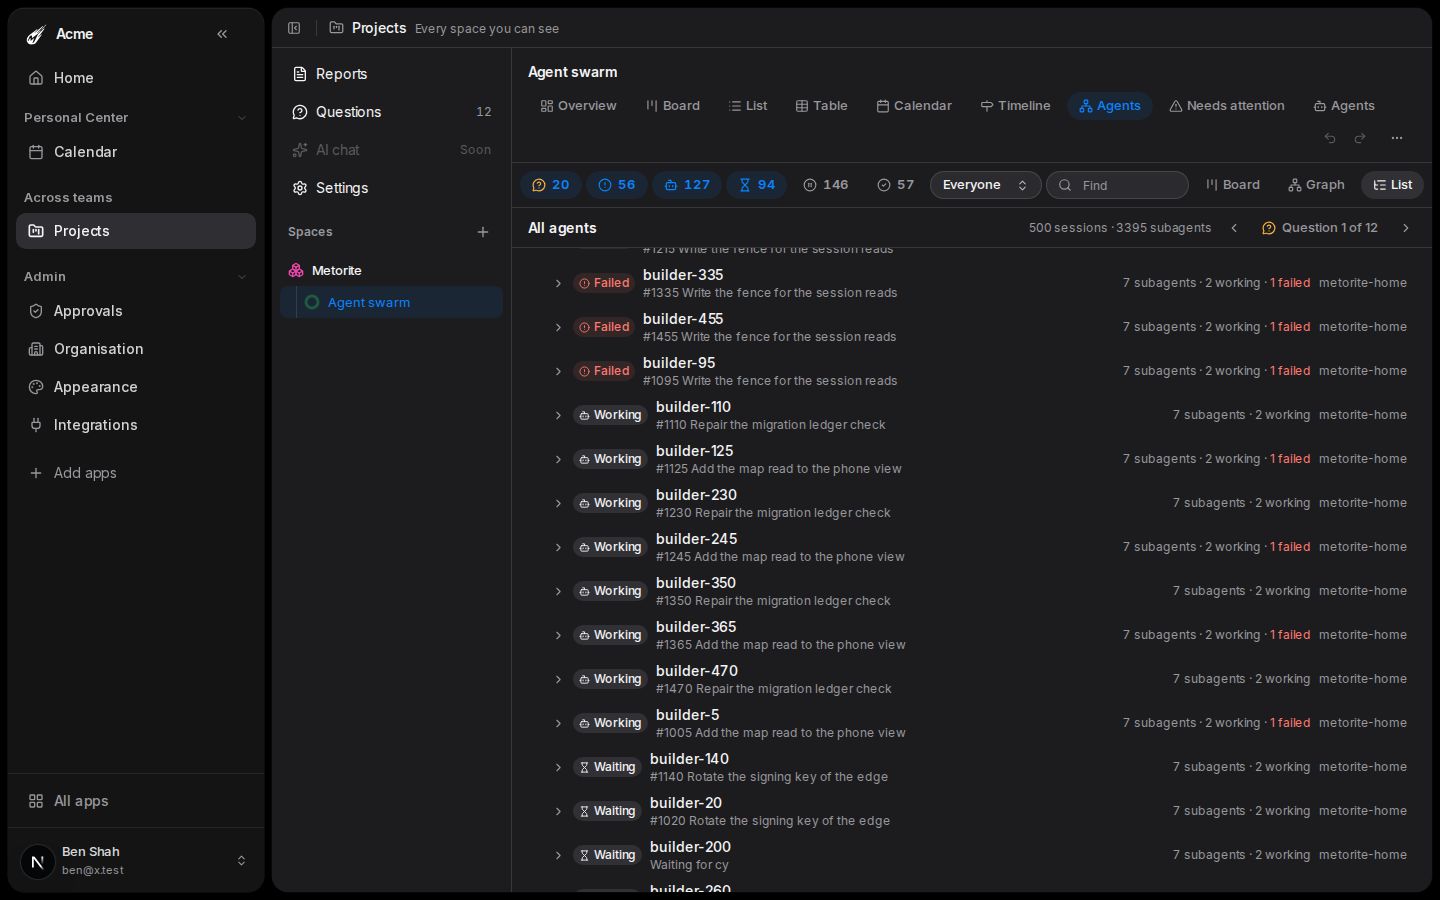 Acme
Home
Personal Center
Calendar
Across teams
Projects
Admin
Approvals
Organisation
Appearance
Integrations
Add apps
All apps
Ben Shah
ben@x.test
Projects Every space you can see
Reports
Questions 12
AI chat Soon
Settings
Spaces
Metorite
Agent swarm
Agent swarm
Overview Board List Table Calendar Timeline Agents Needs attention Agents
20 56 127 94 146 57 Everyone Find Board Graph List
All agents 500 sessions · 3395 subagents Question 1 of 12
#1215 Write the fence for the session reads
Failed builder-335 7 subagents · 2 working · 1 failed metorite-home
#1335 Write the fence for the session reads
Failed builder-455 7 subagents · 2 working · 1 failed metorite-home
#1455 Write the fence for the session reads
Failed builder-95 7 subagents · 2 working · 1 failed metorite-home
#1095 Write the fence for the session reads
Working builder-110 7 subagents · 2 working metorite-home
#1110 Repair the migration ledger check
Working builder-125 7 subagents · 2 working · 1 failed metorite-home
#1125 Add the map read to the phone view
Working builder-230 7 subagents · 2 working metorite-home
#1230 Repair the migration ledger check
Working builder-245 7 subagents · 2 working · 1 failed metorite-home
#1245 Add the map read to the phone view
Working builder-350 7 subagents · 2 working metorite-home
#1350 Repair the migration ledger check
Working builder-365 7 subagents · 2 working · 1 failed metorite-home
#1365 Add the map read to the phone view
Working builder-470 7 subagents · 2 working metorite-home
#1470 Repair the migration ledger check
Working builder-5 7 subagents · 2 working · 1 failed metorite-home
#1005 Add the map read to the phone view
Waiting builder-140 7 subagents · 2 working metorite-home
#1140 Rotate the signing key of the edge
Waiting builder-20 7 subagents · 2 working metorite-home
#1020 Rotate the signing key of the edge
Waiting builder-200 7 subagents · 2 working metorite-home
Waiting for cy
builder-260